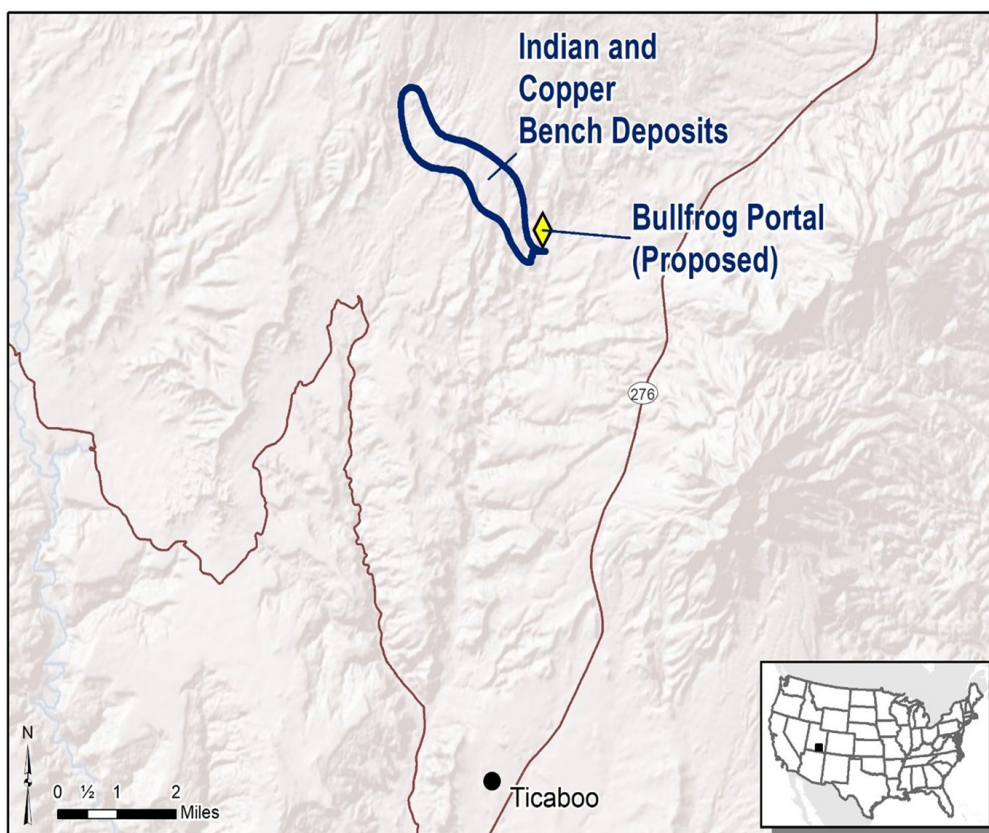 Indian and
Copper
Bench Deposits
Bullfrog Portal
(Proposed)
276
N
0 ½ 1 2
Miles
Ticaboo